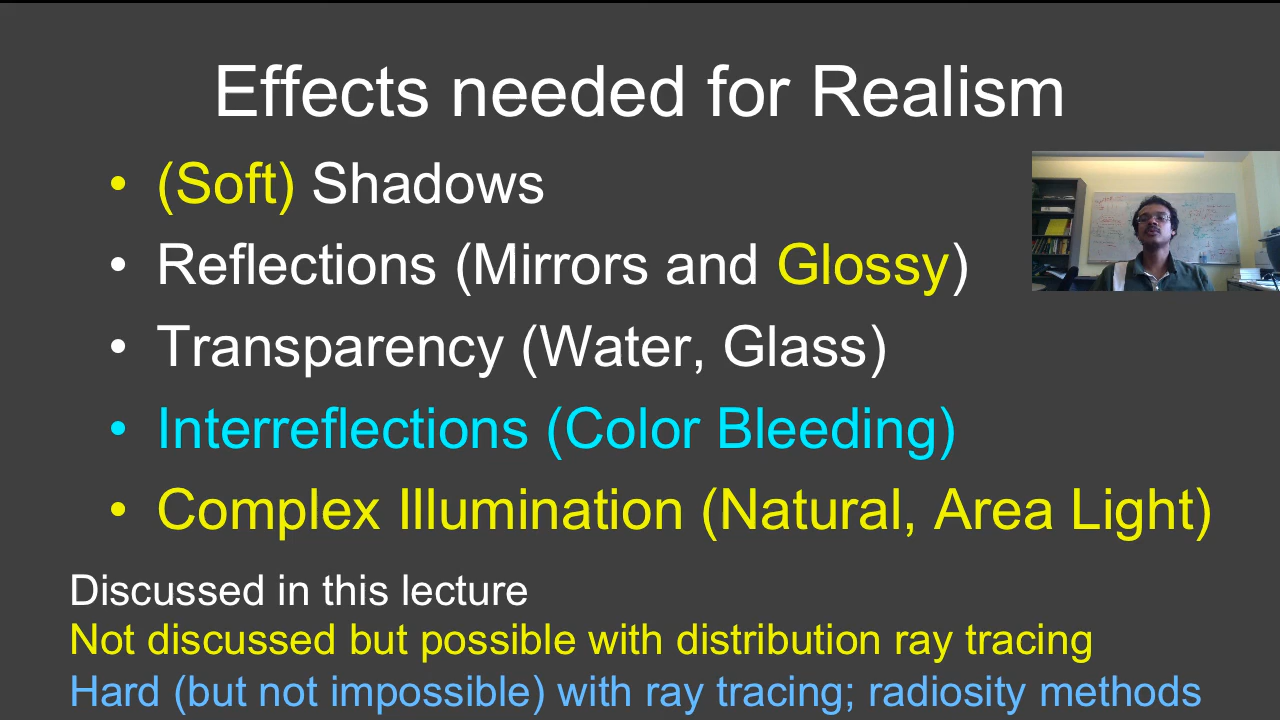 Effects needed for Realism
• (Soft) Shadows
• Reflections (Mirrors and Glossy)
• Transparency (Water, Glass)
• Interreflections (Color Bleeding)
• Complex Illumination (Natural, Area Light)
Discussed in this lecture
Not discussed but possible with distribution ray tracing
Hard (but not impossible) with ray tracing; radiosity methods